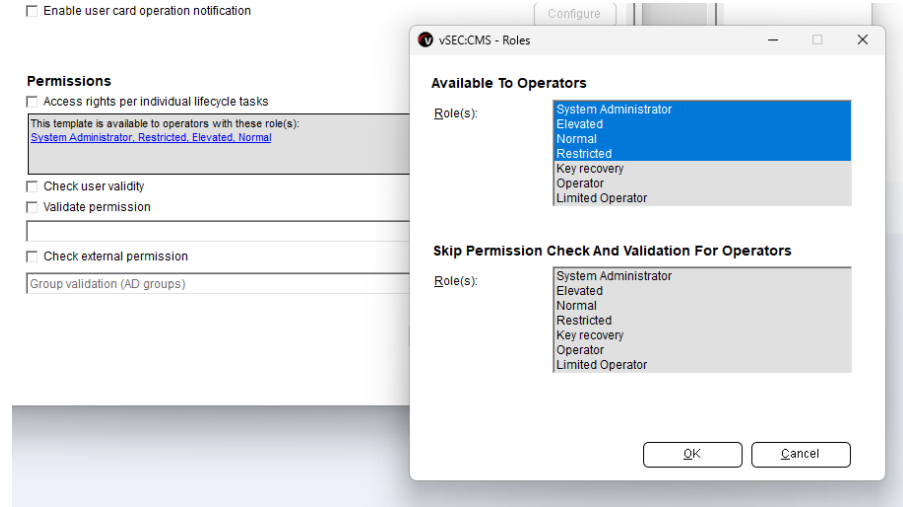 Enable user card operation notification
Configure
Permissions
Access rights per individual lifecycle tasks
This template is available to operators with these role(s):
System Administrator, Restricted, Elevated, Normal
Check user validity
Validate permission
Check external permission
Group validation (AD groups)
vSEC:CMS - Roles
Available To Operators
Role(s):
System Administrator
Elevated
Normal
Restricted
Key recovery
Operator
Limited Operator
Skip Permission Check And Validation For Operators
Role(s):
System Administrator
Elevated
Normal
Restricted
Key recovery
Operator
Limited Operator
OK
Cancel